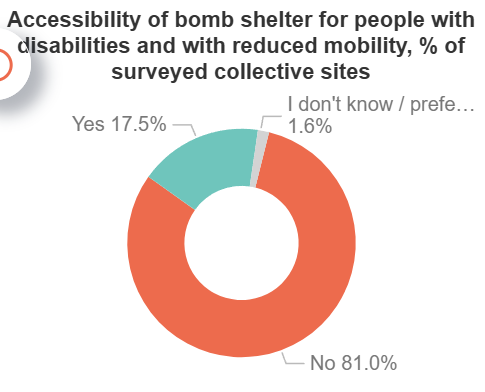 Accessibility of bomb shelter for people with
disabilities and with reduced mobility, % of
surveyed collective sites
I don't know / prefe…
1.6%
Yes 17.5%
No 81.0%